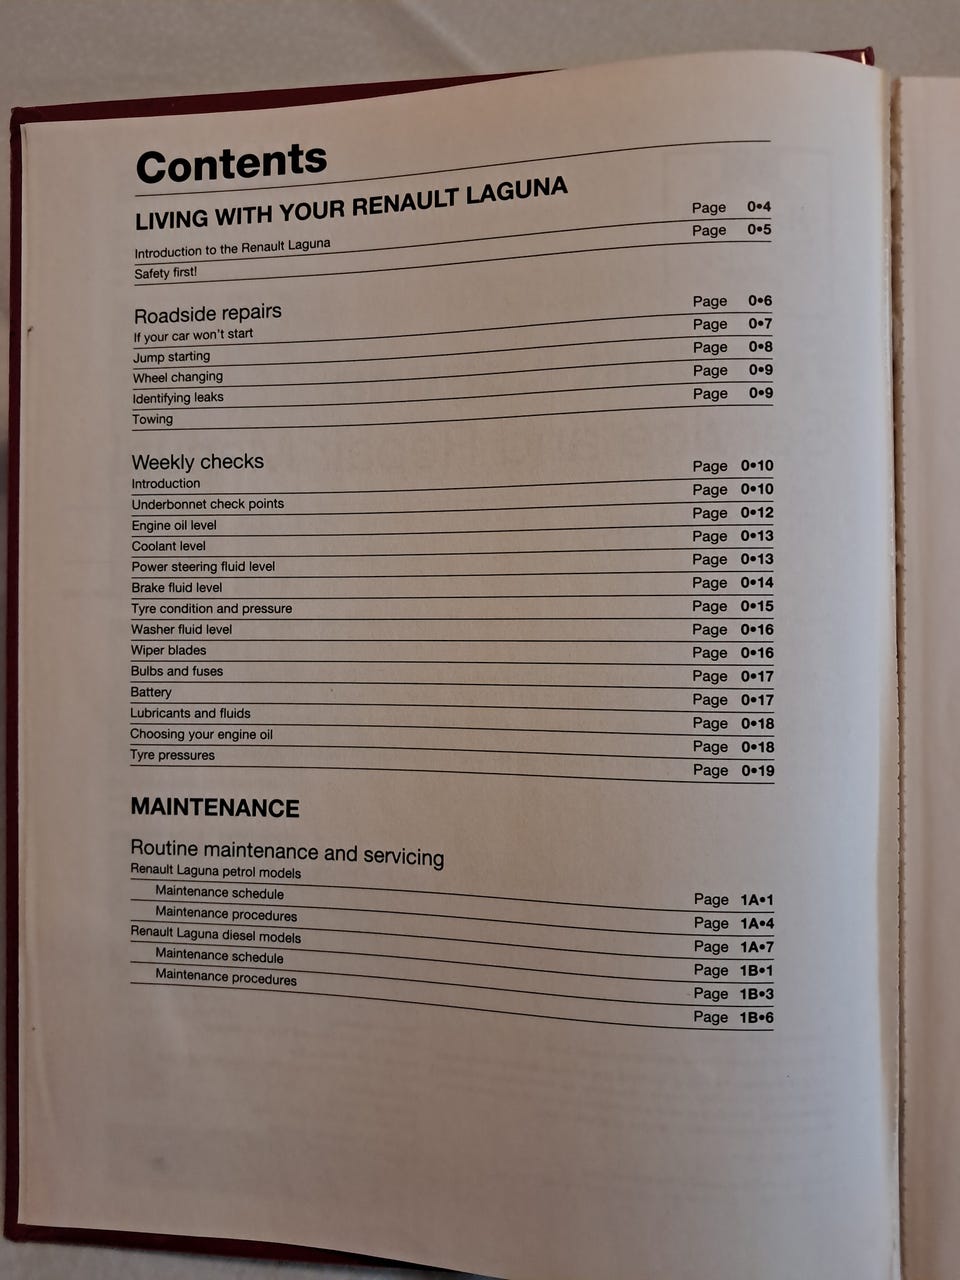 Contents
LIVING WITH YOUR RENAULT LAGUNA
Introduction to the Renault Laguna Page 0•4
Safety first! Page 0•5
Roadside repairs
If your car won't start Page 0•6
Jump starting Page 0•7
Wheel changing Page 0•8
Identifying leaks Page 0•9
Towing Page 0•9
Weekly checks
Introduction Page 0•10
Underbonnet check points Page 0•10
Engine oil level Page 0•12
Coolant level Page 0•13
Power steering fluid level Page 0•13
Brake fluid level Page 0•14
Tyre condition and pressure Page 0•15
Washer fluid level Page 0•16
Wiper blades Page 0•16
Bulbs and fuses Page 0•17
Battery Page 0•17
Lubricants and fluids Page 0•18
Choosing your engine oil Page 0•18
Tyre pressures Page 0•19
MAINTENANCE
Routine maintenance and servicing
Renault Laguna petrol models Page 1A•1
Maintenance schedule Page 1A•4
Maintenance procedures Page 1A•7
Renault Laguna diesel models Page 1B•1
Maintenance schedule Page 1B•3
Maintenance procedures Page 1B•6